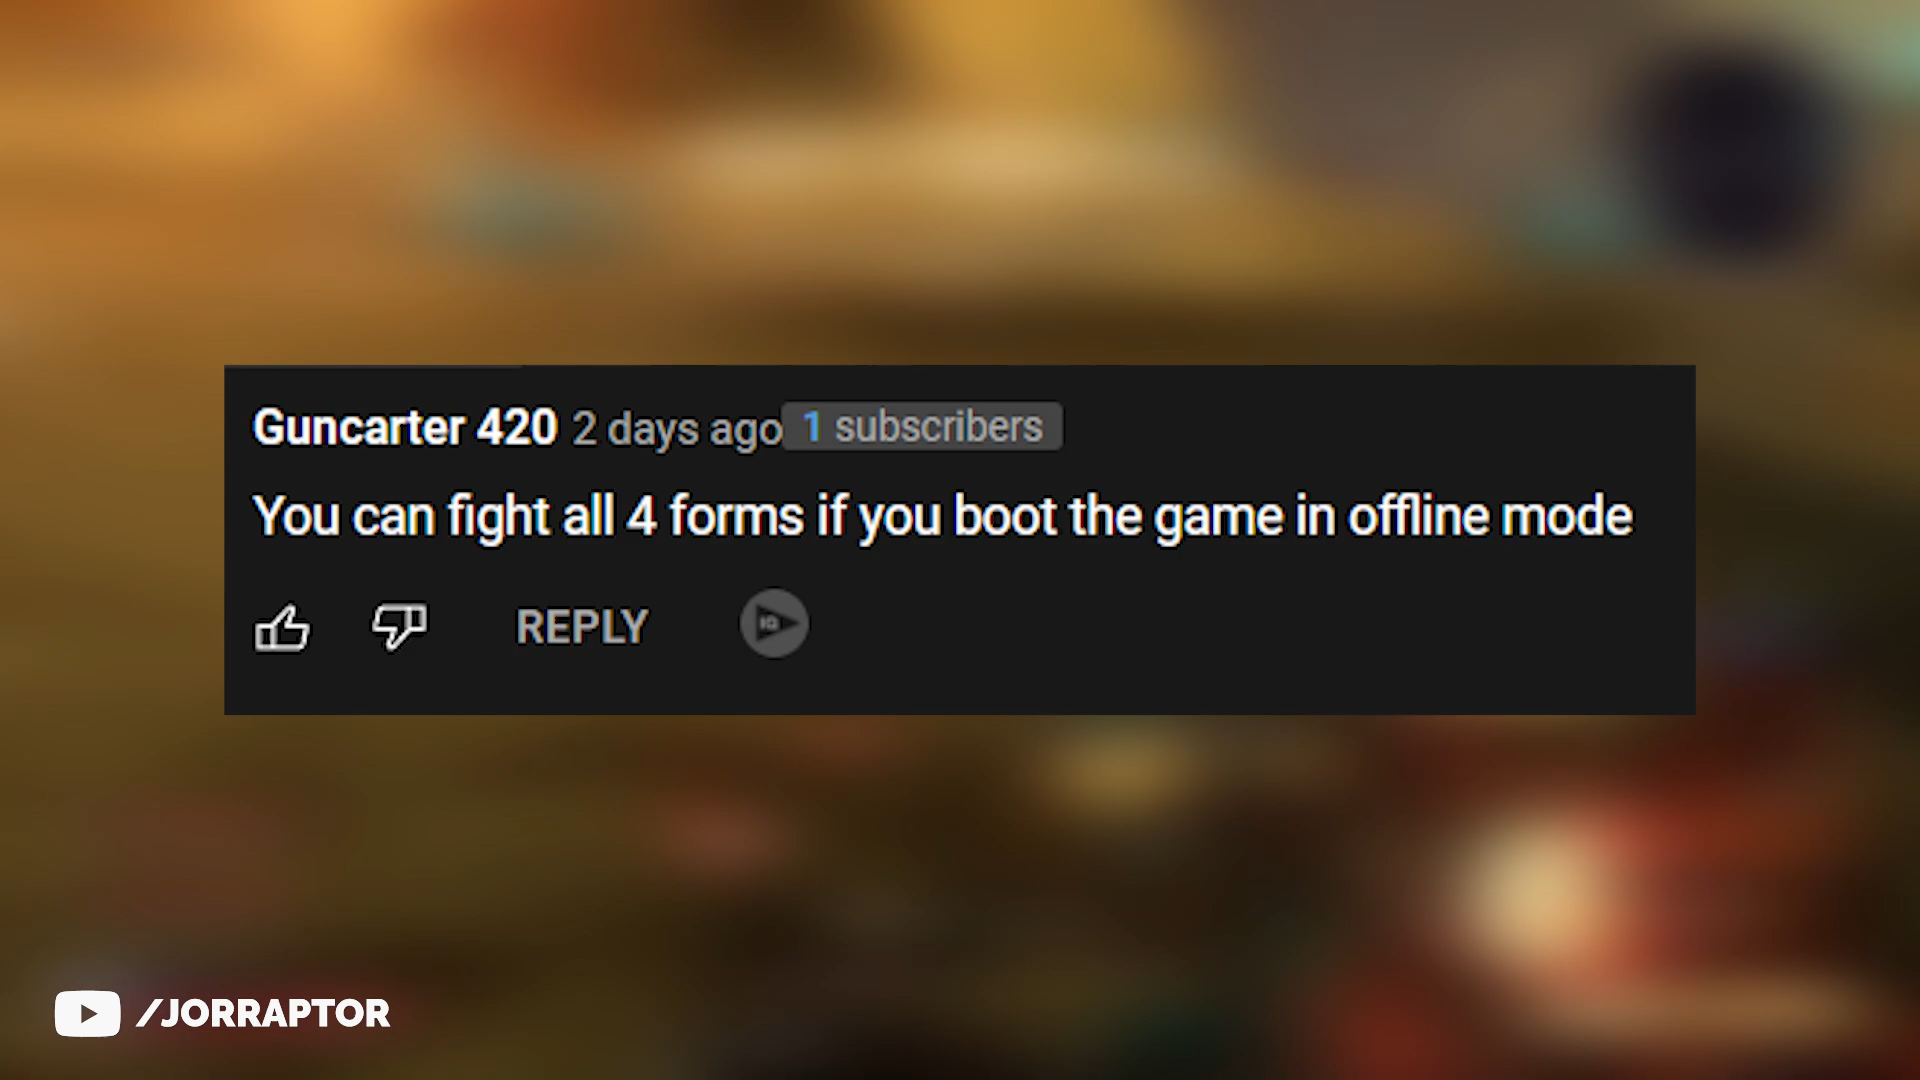 Guncarter 420 2 days ago 1 subscribers
You can fight all 4 forms if you boot the game in offline mode
REPLY IQ
/JORRAPTOR